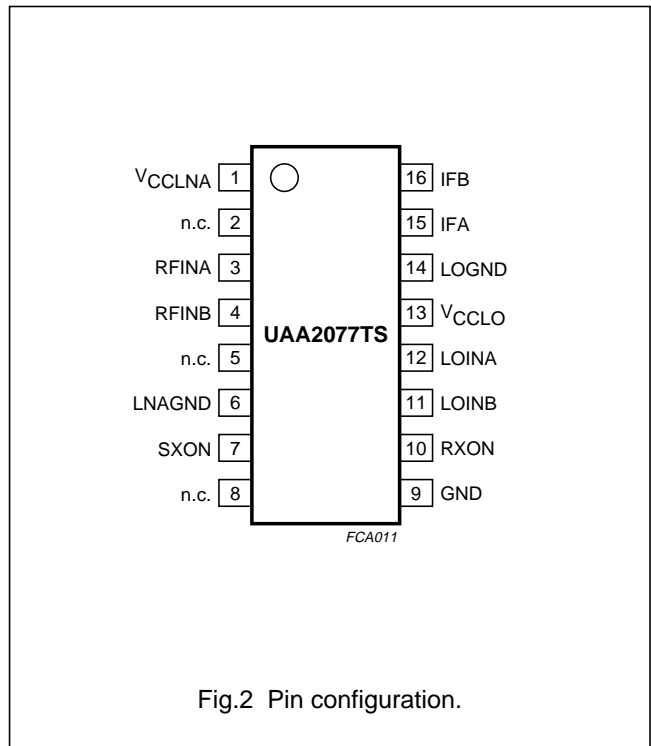 VCCLNA 1 16 IFB
n.c. 2 15 IFA
RFINA 3 14 LOGND
RFINB 4 13 VCCLO
UAA2077TS
n.c. 5 12 LOINA
LNAGND 6 11 LOINB
SXON 7 10 RXON
n.c. 8 9 GND
FCA011
Fig.2 Pin configuration.